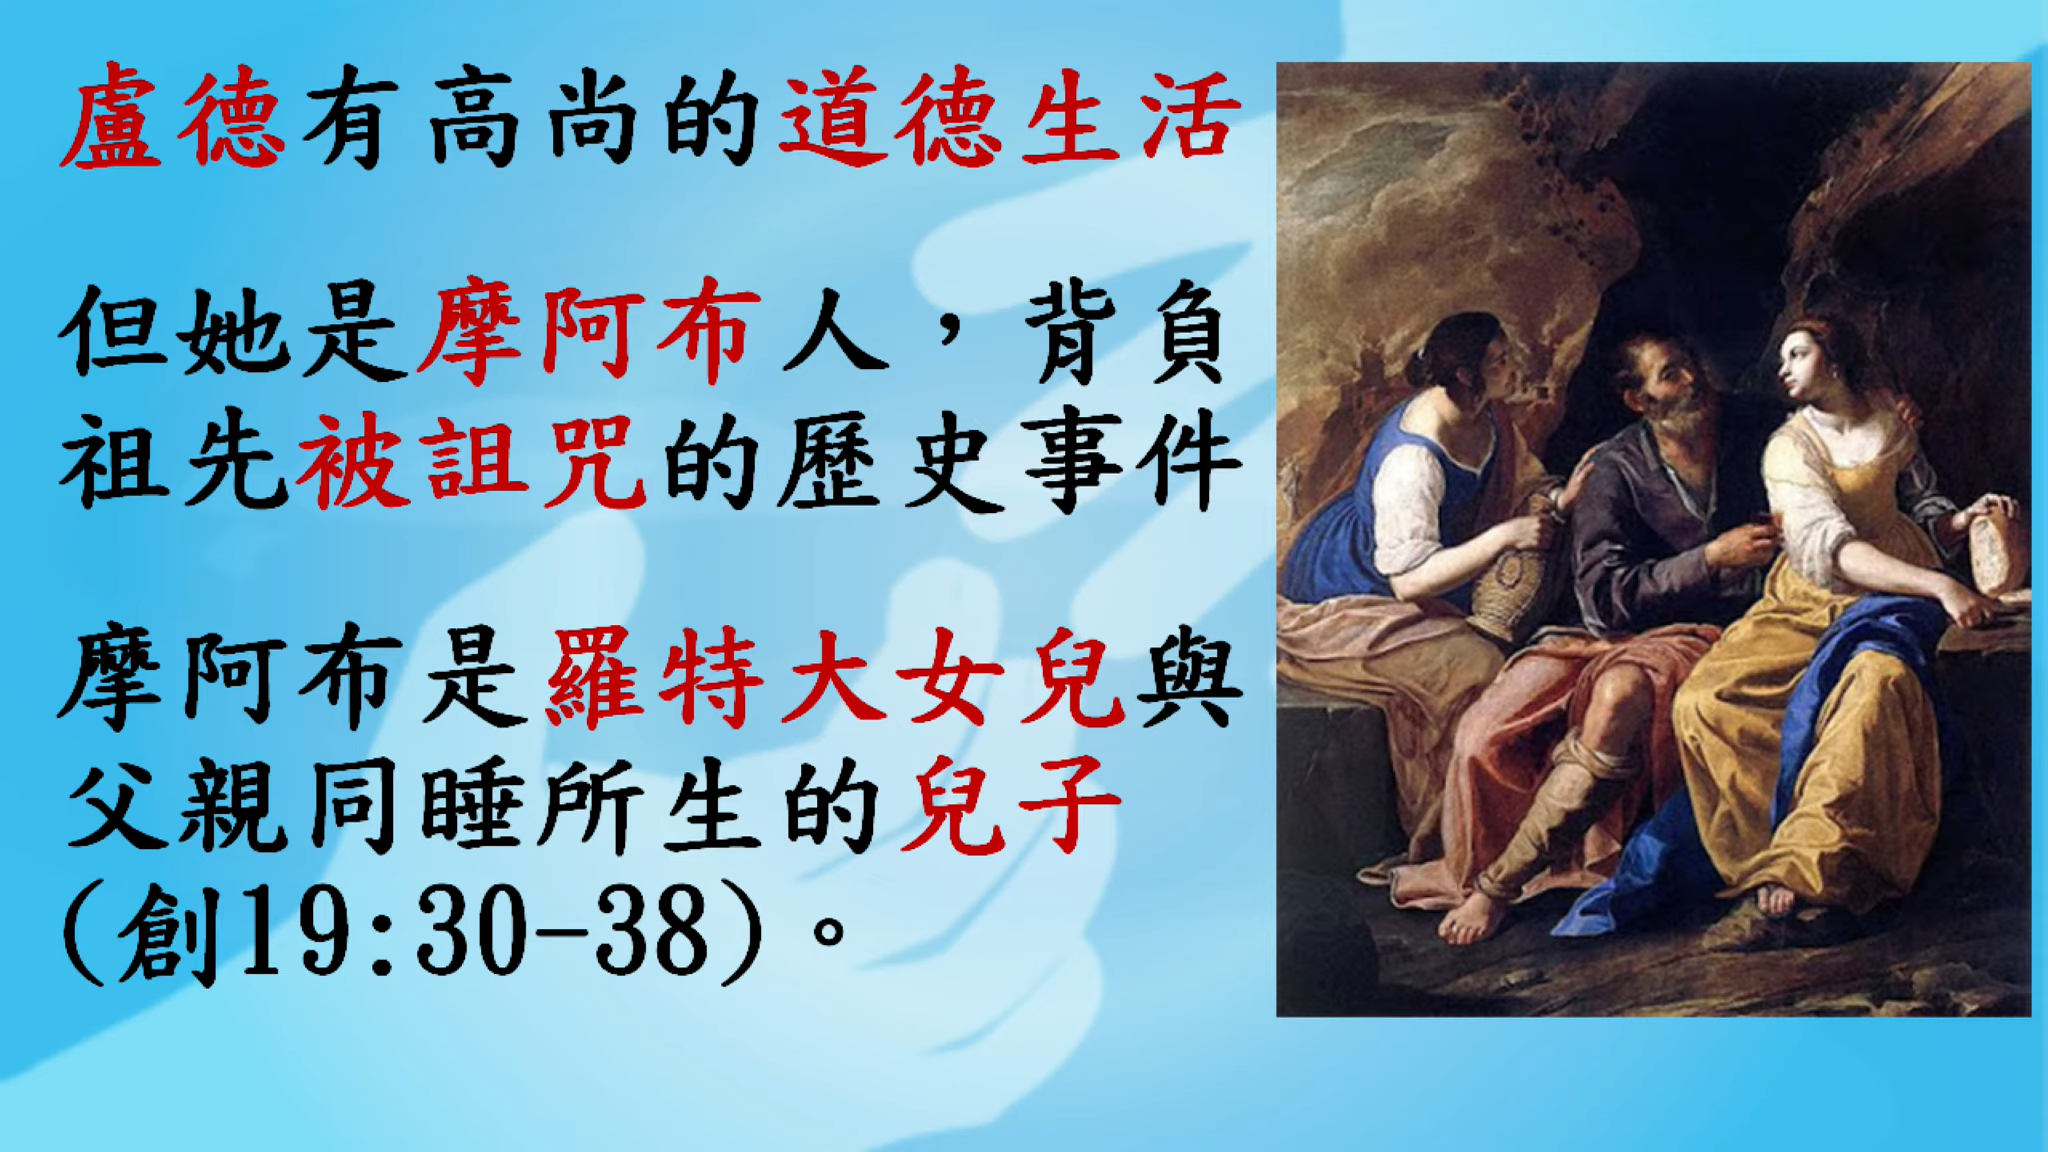 盧德有高尚的道德生活
但她是摩阿布人，背負
祖先被詛咒的歷史事件
摩阿布是羅特大女兒與
父親同睡所生的兒子
(創19:30-38)。